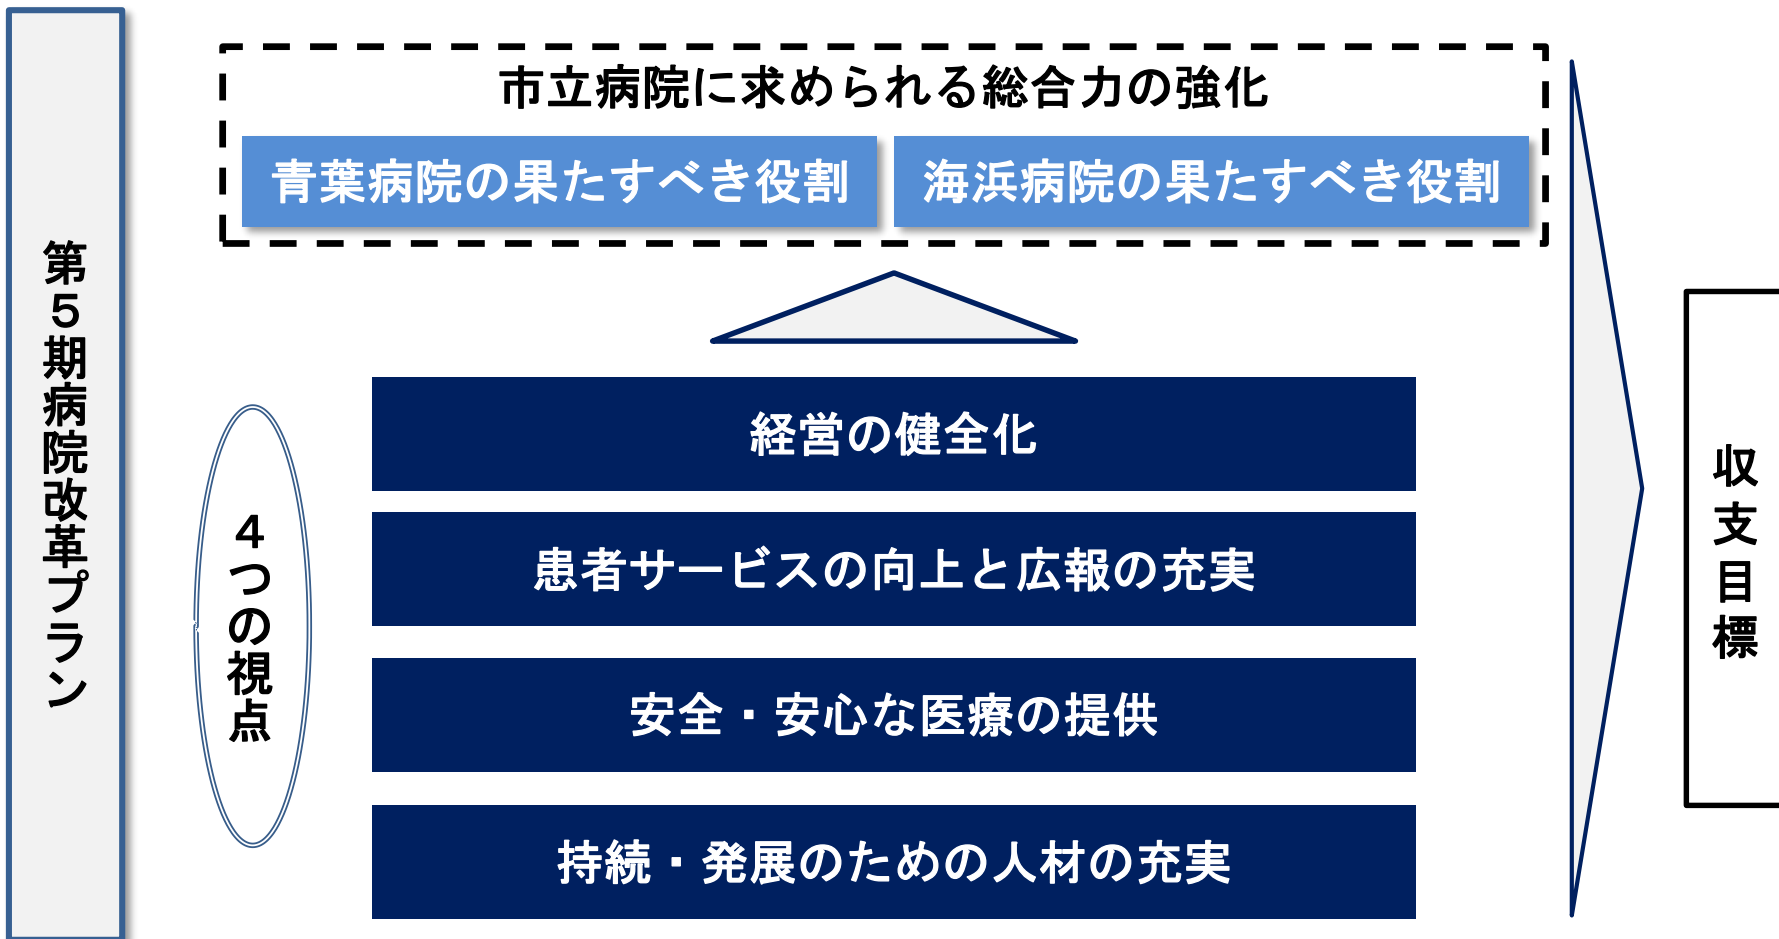 第５期病院改革プラン
市立病院に求められる総合力の強化
青葉病院の果たすべき役割
海浜病院の果たすべき役割
４つの視点
経営の健全化
患者サービスの向上と広報の充実
安全・安心な医療の提供
持続・発展のための人材の充実
収支目標